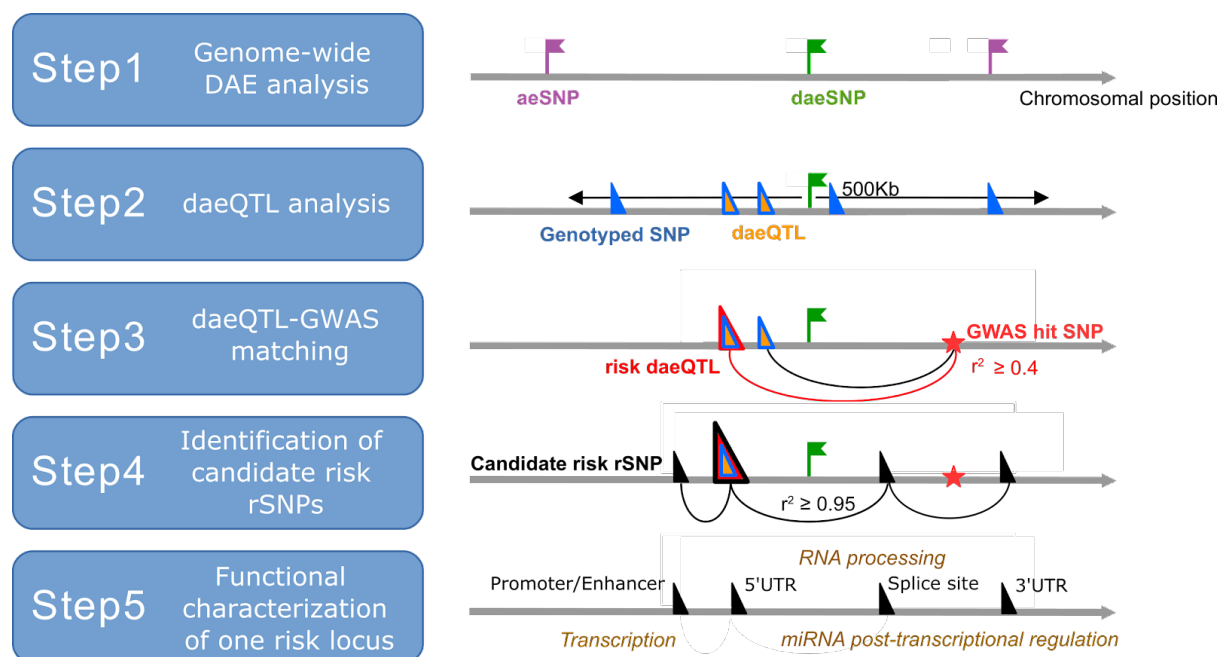 Step1
Genome-wide
DAE analysis
aeSNP
daeSNP
Chromosomal position
Step2
daeQTL analysis
500Kb
Genotyped SNP
daeQTL
Step3
daeQTL-GWAS
matching
GWAS hit SNP
risk daeQTL
r² ≥ 0.4
Step4
Identification of
candidate risk
rSNPs
Candidate risk rSNP
r² ≥ 0.95
Step5
Functional
characterization
of one risk locus
RNA processing
Promoter/Enhancer
5'UTR
Splice site
3'UTR
Transcription
miRNA post-transcriptional regulation